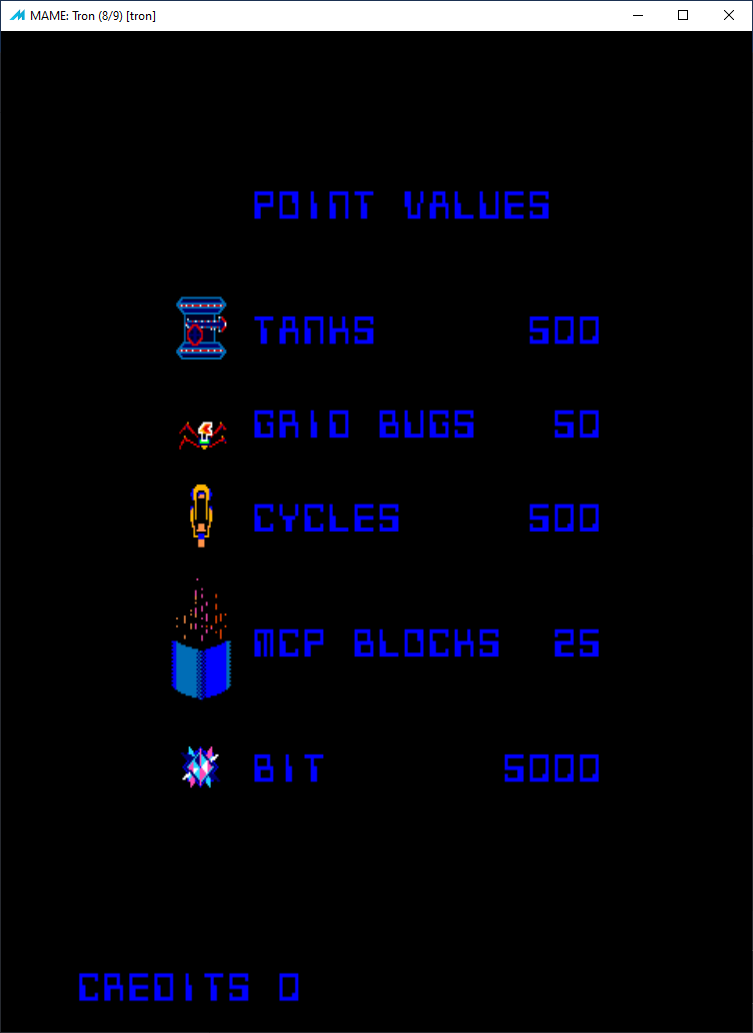 MAME: Tron (8/9) [tron]
POINT VALUES
TANKS 500
GRID BUGS 50
CYCLES 500
MCP BLOCKS 25
BIT 5000
CREDITS 0